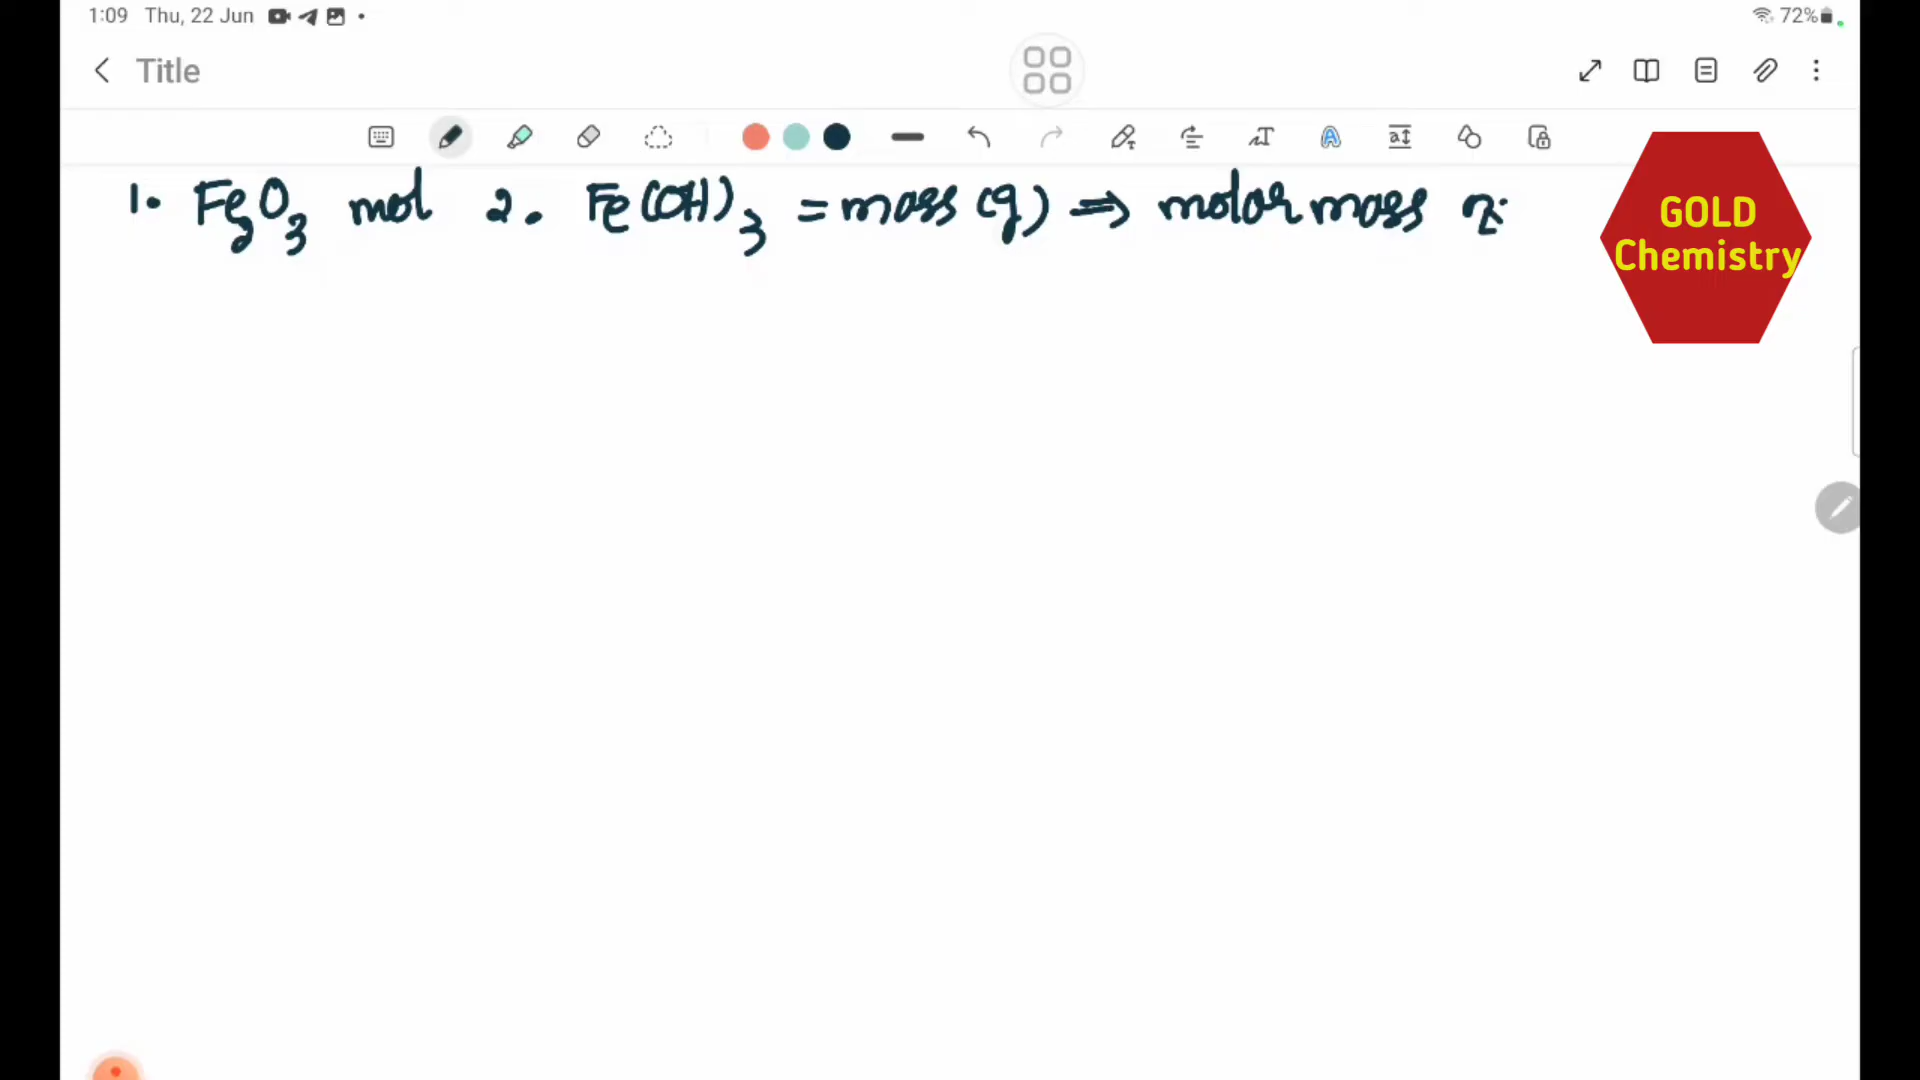 1:09 Thu, 22 Jun 72%
Title
1. Fe₂O₃ mol 2. Fe(OH)₃ = mass (g) ⇒ molar mass
GOLD
Chemistry